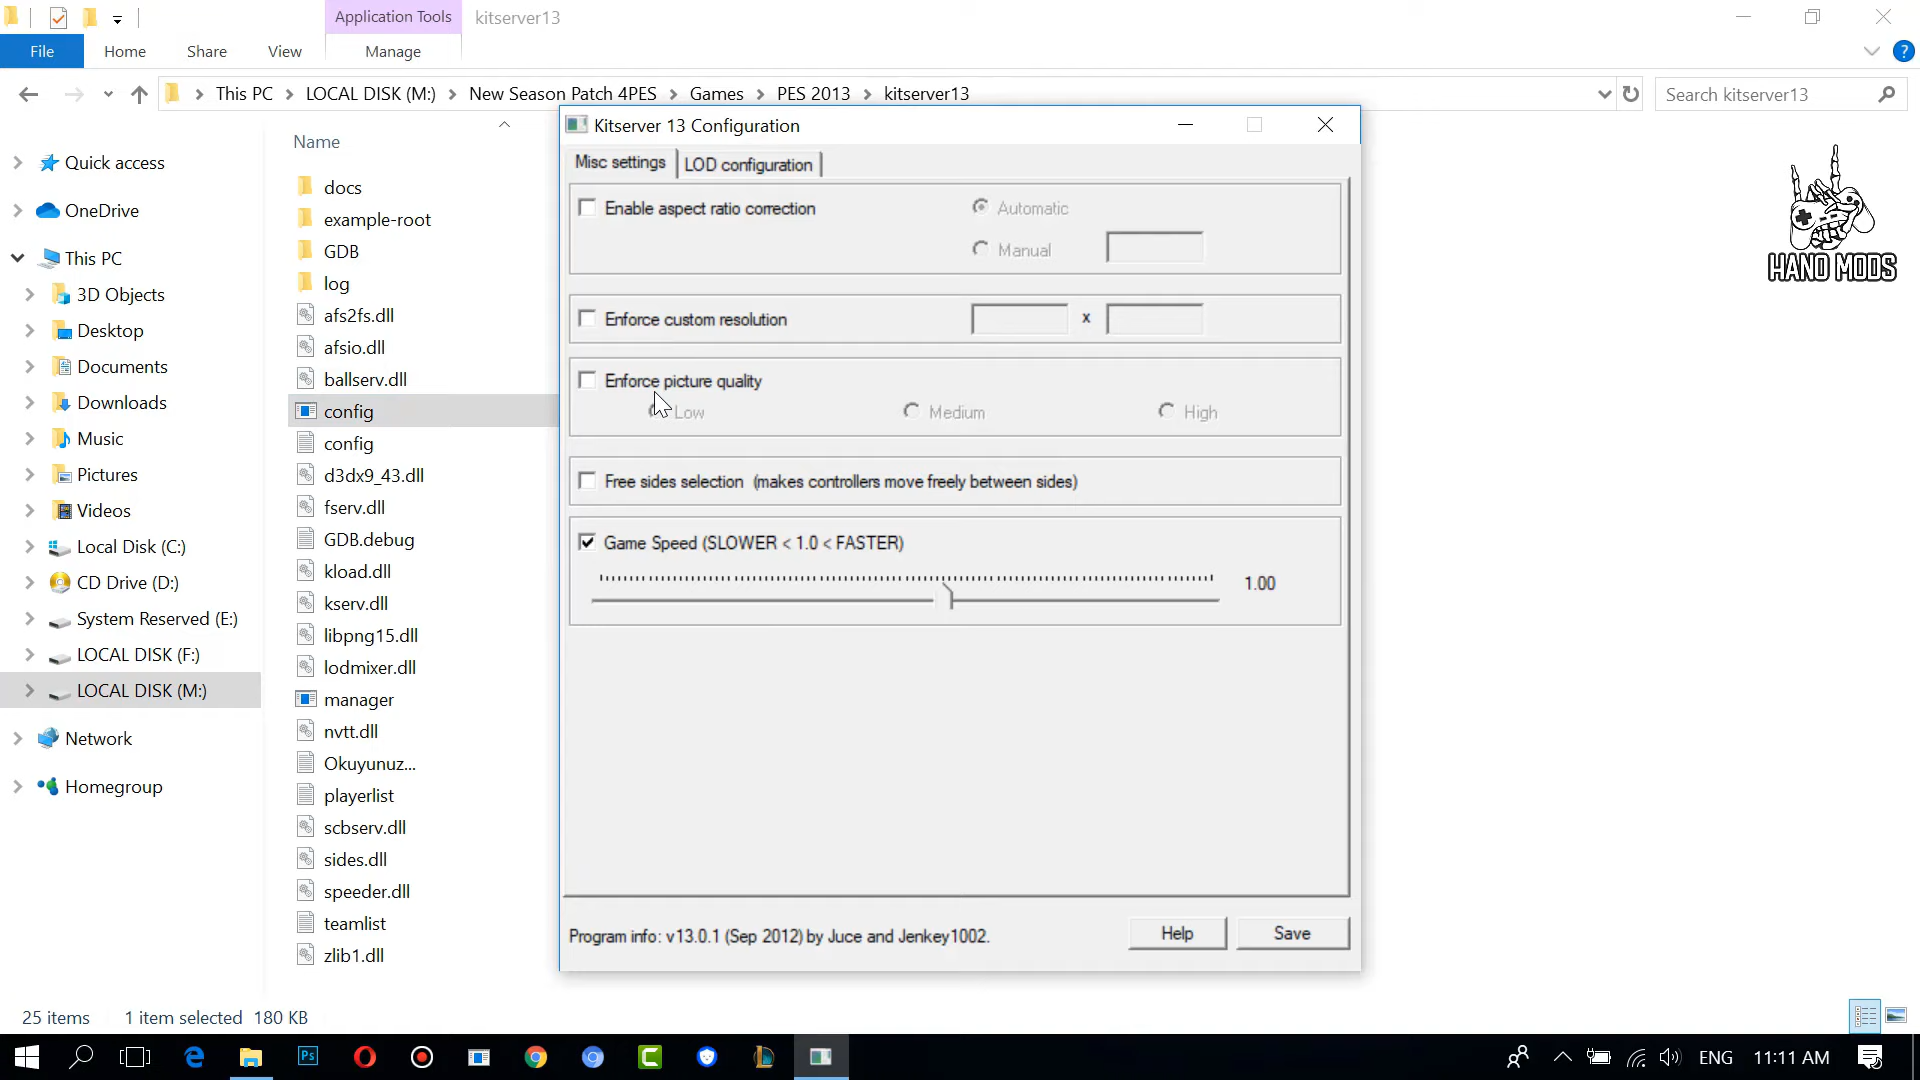 Application Tools
kitserver13
File
Home
Share
View
Manage
This PC
LOCAL DISK (M:)
New Season Patch 4PES
Games
PES 2013
kitserver13
Search kitserver13
Quick access
OneDrive
This PC
3D Objects
Desktop
Documents
Downloads
Music
Pictures
Videos
Local Disk (C:)
CD Drive (D:)
System Reserved (E:)
LOCAL DISK (F:)
LOCAL DISK (M:)
Network
Homegroup
Name
docs
example-root
GDB
log
afs2fs.dll
afsio.dll
ballserv.dll
config
config
d3dx9_43.dll
fserv.dll
GDB.debug
kload.dll
kserv.dll
libpng15.dll
lodmixer.dll
manager
nvtt.dll
Okuyunuz...
playerlist
scbserv.dll
sides.dll
speeder.dll
teamlist
zlib1.dll
Kitserver 13 Configuration
Misc settings
LOD configuration
Enable aspect ratio correction
Automatic
Manual
Enforce custom resolution
x
Enforce picture quality
Low
Medium
High
Free sides selection (makes controllers move freely between sides)
Game Speed (SLOWER < 1.0 < FASTER)
1.00
Program info: v13.0.1 (Sep 2012) by Juce and Jenkey1002.
Help
Save
HANO MODS
25 items
1 item selected 180 KB
Ps
ENG
11:11 AM